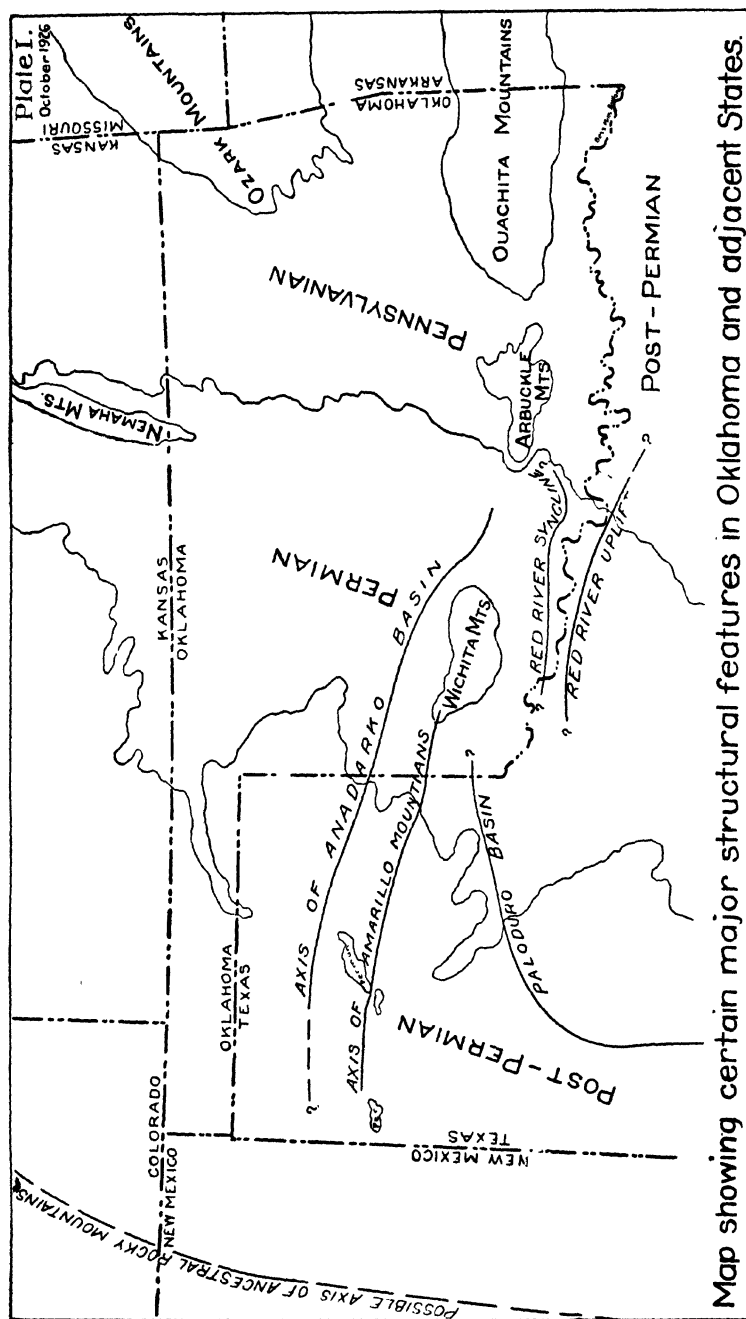 Plate I.
October 1926
POSSIBLE AXIS OF ANCESTRAL ROCKY MOUNTAINS
COLORADO
NEW MEXICO
KANSAS
OKLAHOMA
NEMAHA MTS.
KANSAS
MISSOURI
OZARK MOUNTAINS
OKLAHOMA
TEXAS
OKLAHOMA
ARKANSAS
PERMIAN
PENNSYLVANIAN
AXIS OF ANADARKO BASIN
AXIS OF AMARILLO MOUNTIANS
WICHITA MTS.
ARBUCKLE
MTS
OUACHITA MOUNTAINS
NEW MEXICO
TEXAS
POST-PERMIAN
PALODURO BASIN
RED RIVER SYNCLINE
RED RIVER UPLIFT
POST-PERMIAN
?
?
?
?
?
?
Map showing certain major structural features in Oklahoma and adjacent States.